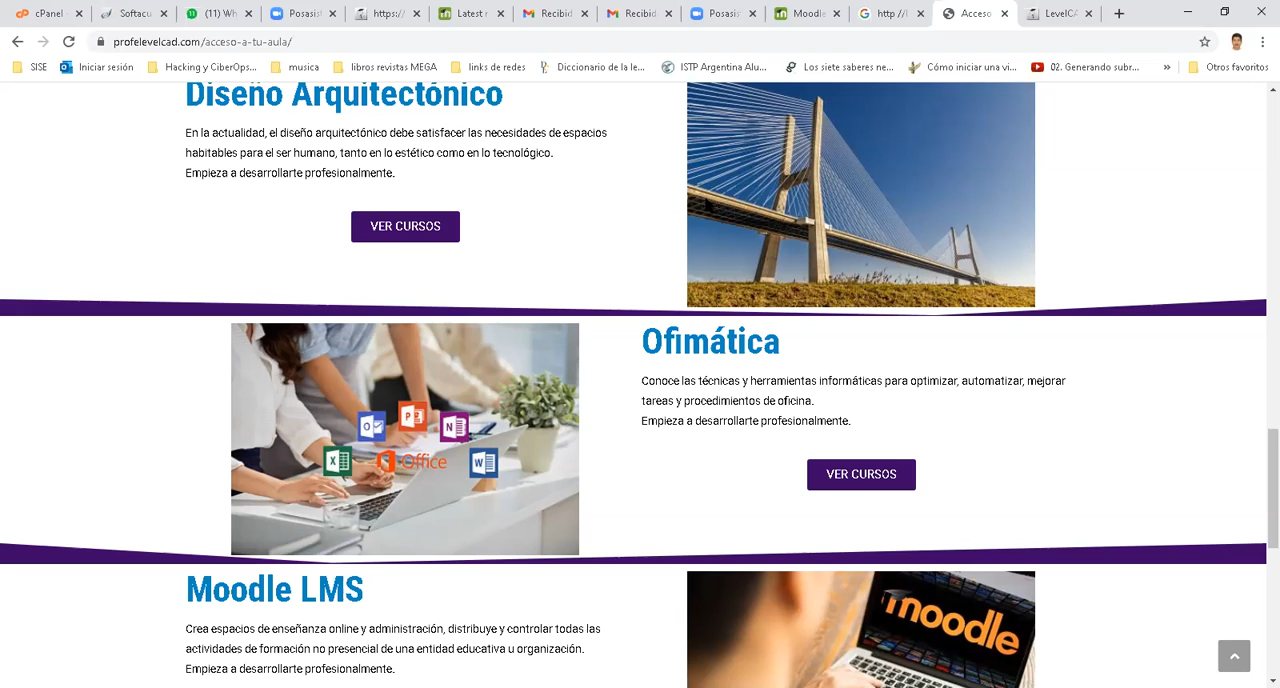 cPanel
Softacu
(11) Wh
Posasist
https:/
Latest r
Recibid
Recibid
Posasist
Moodle
http://l
Acceso
LevelCA
profelevelcad.com/acceso-a-tu-aula/
SISE
Iniciar sesión
Hacking y CiberOps...
musica
libros revistas MEGA
links de redes
Diccionario de la le...
ISTP Argentina Alu...
Los siete saberes ne...
Cómo iniciar una vi...
02. Generando subr...
»
Otros favoritos
Diseño Arquitectónico
En la actualidad, el diseño arquitectónico debe satisfacer las necesidades de espacios
habitables para el ser humano, tanto en lo estético como en lo tecnológico.
Empieza a desarrollarte profesionalmente.
VER CURSOS
Office
Ofimática
Conoce las técnicas y herramientas informáticas para optimizar, automatizar, mejorar
tareas y procedimientos de oficina.
Empieza a desarrollarte profesionalmente.
VER CURSOS
Moodle LMS
Crea espacios de enseñanza online y administración, distribuye y controlar todas las
actividades de formación no presencial de una entidad educativa u organización.
Empieza a desarrollarte profesionalmente.
moodle